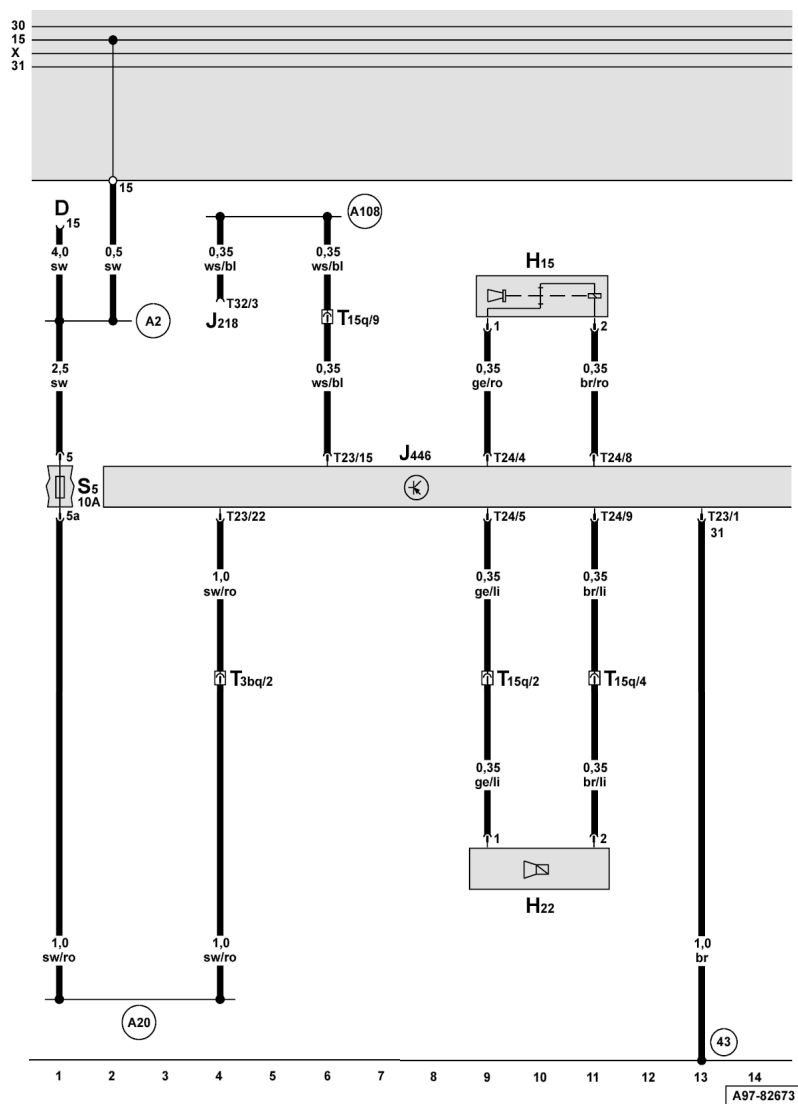 30
15
X
31
15
D
15
A108
4,0
sw
0,5
sw
0,35
ws/bl
0,35
ws/bl
H15
T32/3
J218
T15q/9
A2
1
2
2,5
sw
0,35
ws/bl
0,35
ge/ro
0,35
br/ro
5
T23/15
J446
T24/4
T24/8
S5
10A
5a
T23/22
T24/5
T24/9
T23/1
31
1,0
sw/ro
0,35
ge/li
0,35
br/li
T3bq/2
T15q/2
T15q/4
0,35
ge/li
0,35
br/li
1
2
H22
1,0
sw/ro
1,0
sw/ro
1,0
br
A20
43
1 2 3 4 5 6 7 8 9 10 11 12 13 14
A97-82673